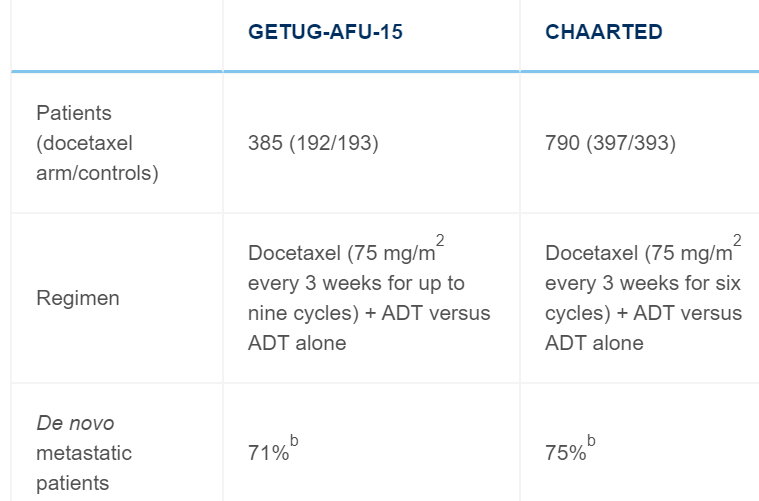 GETUG-AFU-15 CHAARTED
Patients
(docetaxel
arm/controls)
385 (192/193)
790 (397/393)
Regimen
Docetaxel (75 mg/m²
every 3 weeks for up to
nine cycles) + ADT versus
ADT alone
Docetaxel (75 mg/m²
every 3 weeks for six
cycles) + ADT versus
ADT alone
De novo
metastatic
patients
71%ᵇ
75%ᵇ